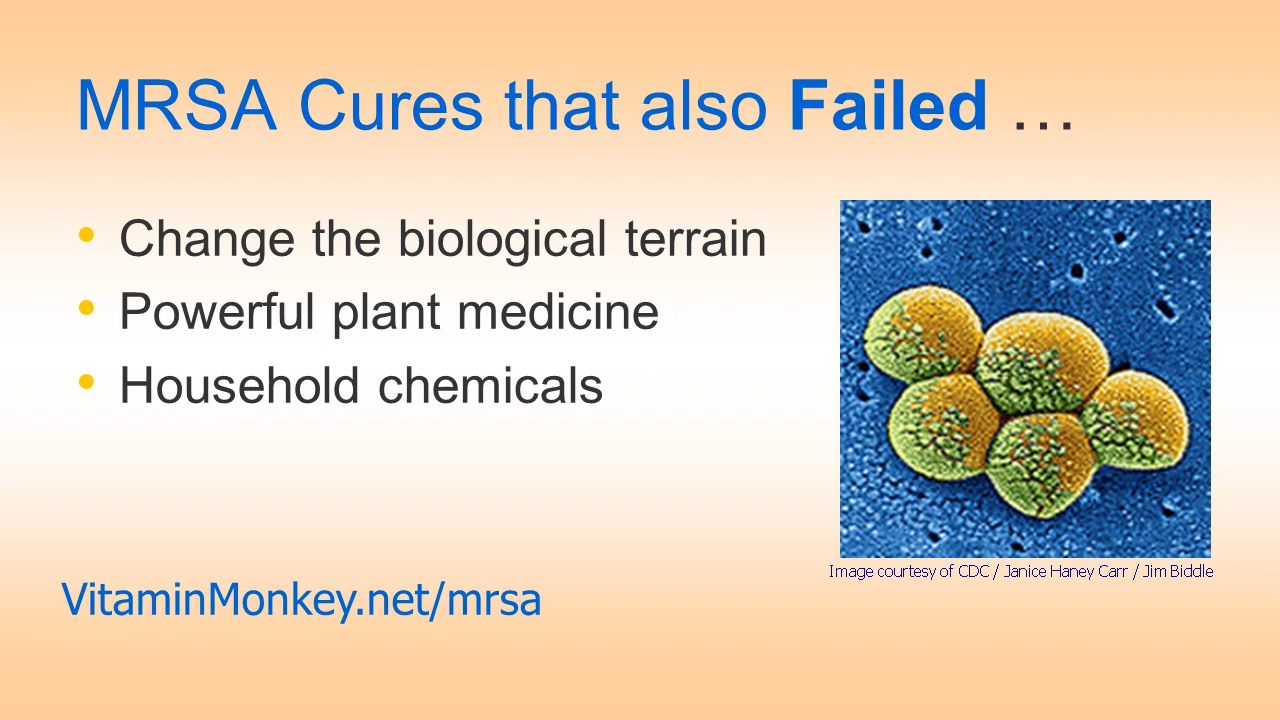 MRSA Cures that also Failed …
• Change the biological terrain
• Powerful plant medicine
• Household chemicals
Image courtesy of CDC / Janice Haney Carr / Jim Biddle
VitaminMonkey.net/mrsa